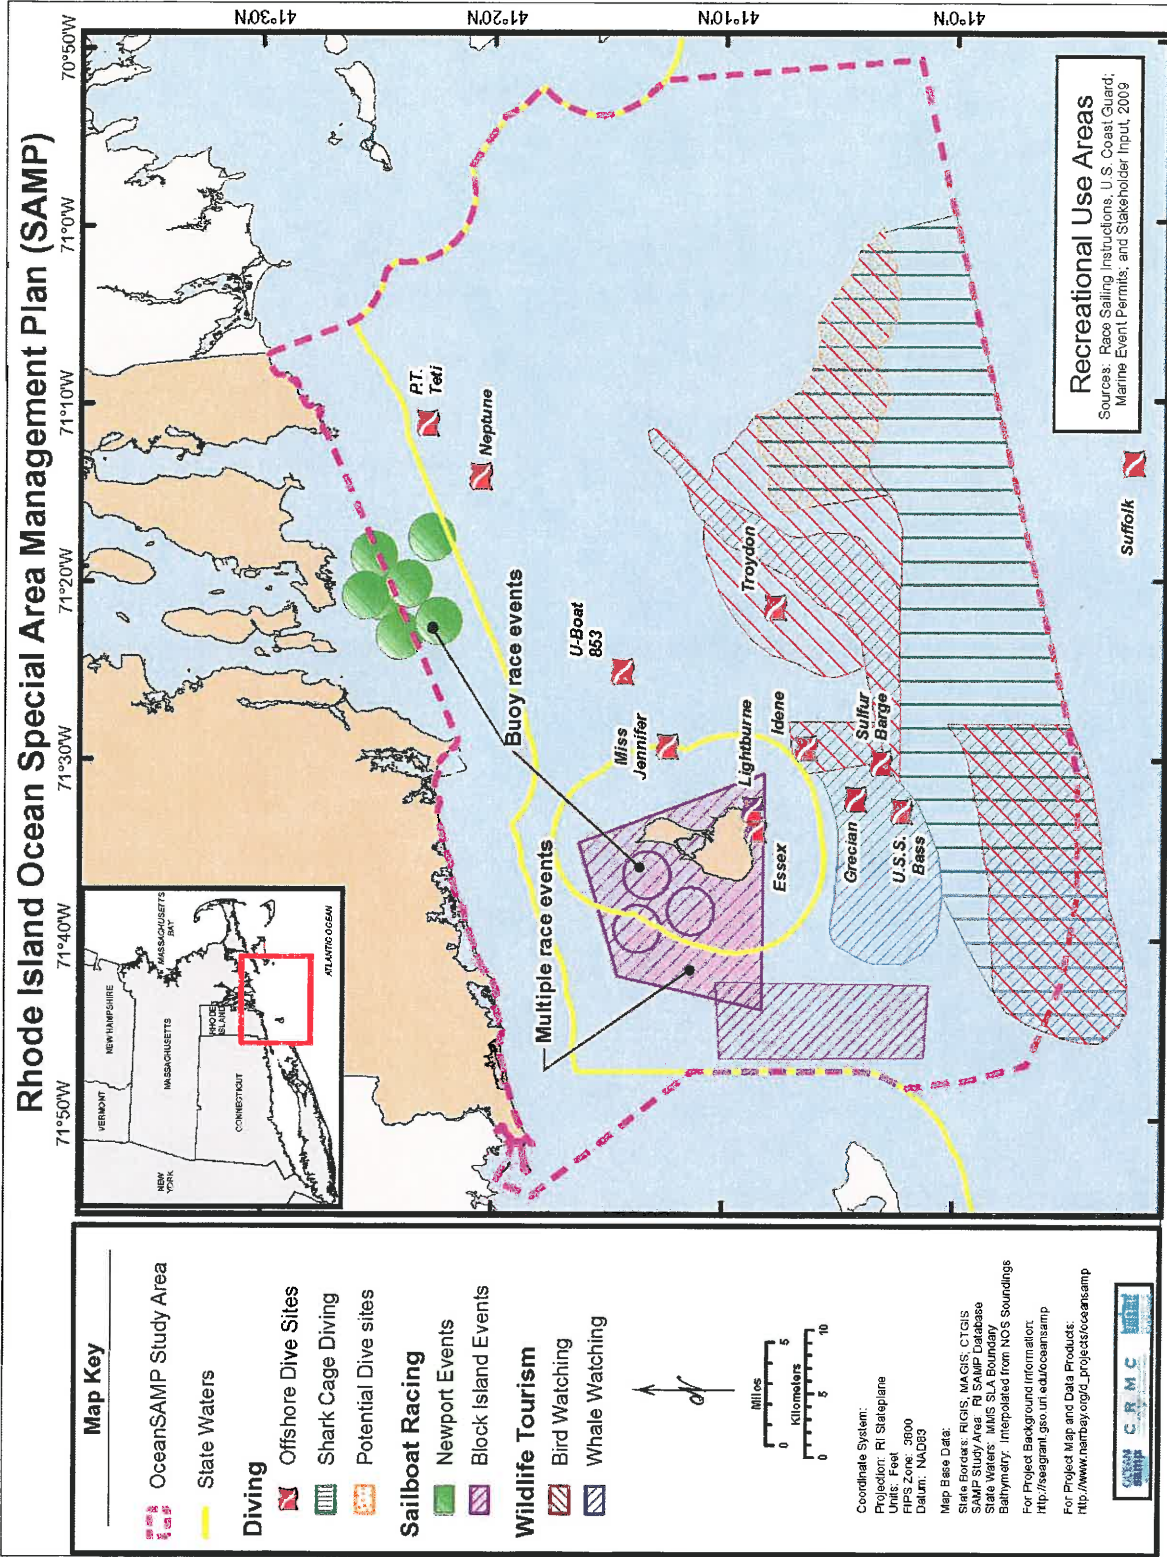 Rhode Island Ocean Special Area Management Plan (SAMP)
71°50'W
71°40'W
71°30'W
71°20'W
71°10'W
71°0'W
70°50'W
41°30'N
41°20'N
41°10'N
41°0'N
VERMONT
NEW HAMPSHIRE
MASSACHUSETTS
BAY
MASSACHUSETTS
NEW
YORK
CONNECTICUT
RHODE
ISLAND
ATLANTIC OCEAN
P.T.
Teti
Neptune
Buoy race events
Multiple race events
U-Boat
853
Miss
Jennifer
Lightburne
Essex
Idene
Troydon
Sulfur
Barge
Grecian
U.S.S.
Bass
Suffolk
Recreational Use Areas
Sources: Race Sailing Instructions, U.S. Coast Guard;
Marine Event Permits; and Stakeholder Input, 2009
Map Key
OceanSAMP Study Area
State Waters
Diving
Offshore Dive Sites
Shark Cage Diving
Potential Dive sites
Sailboat Racing
Newport Events
Block Island Events
Wildlife Tourism
Bird Watching
Whale Watching
N
Miles
0 5
Kilometers
0 5 10
Coordinate System:
Projection: RI Stateplane
Units: Feet
FIPS Zone: 3800
Datum: NAD83
Map Base Data:
State Borders: RIGIS, MAGIS, CTGIS
SAMP Study Area: RI SAMP Database
State Waters: MMS SLA Boundary
Bathymetry: Interpolated from NOS Soundings
For Project Background Information:
http://seagrant.gso.uri.edu/oceansamp
For Project Map and Data Products:
http://www.narrbay.org/d_projects/oceansamp
OCEAN
samp
C R M C